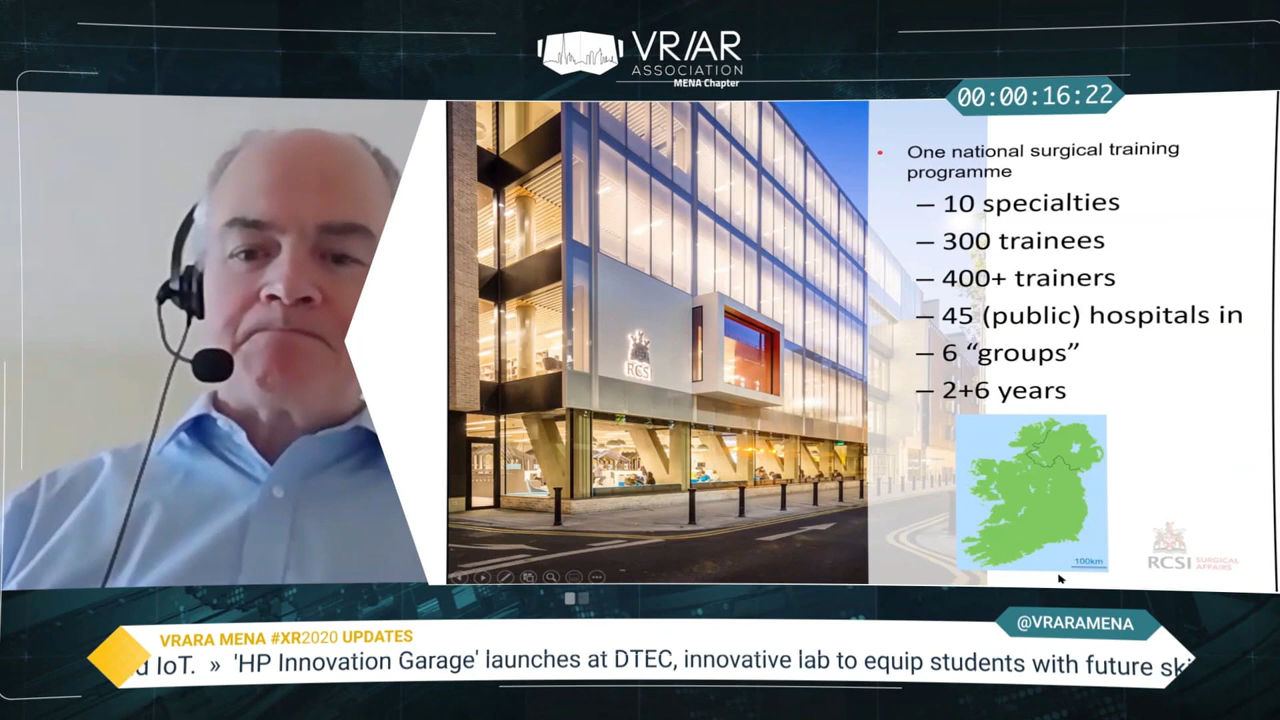 VR/AR
ASSOCIATION
MENA Chapter
00:00:16:22
• One national surgical training
programme
– 10 specialties
– 300 trainees
– 400+ trainers
– 45 (public) hospitals in
– 6 “groups”
– 2+6 years
RCSI
100km
RCSI SURGICAL
AFFAIRS
@VRARAMENA
VRARA MENA #XR2020 UPDATES
IoT. » 'HP Innovation Garage' launches at DTEC, innovative lab to equip students with future